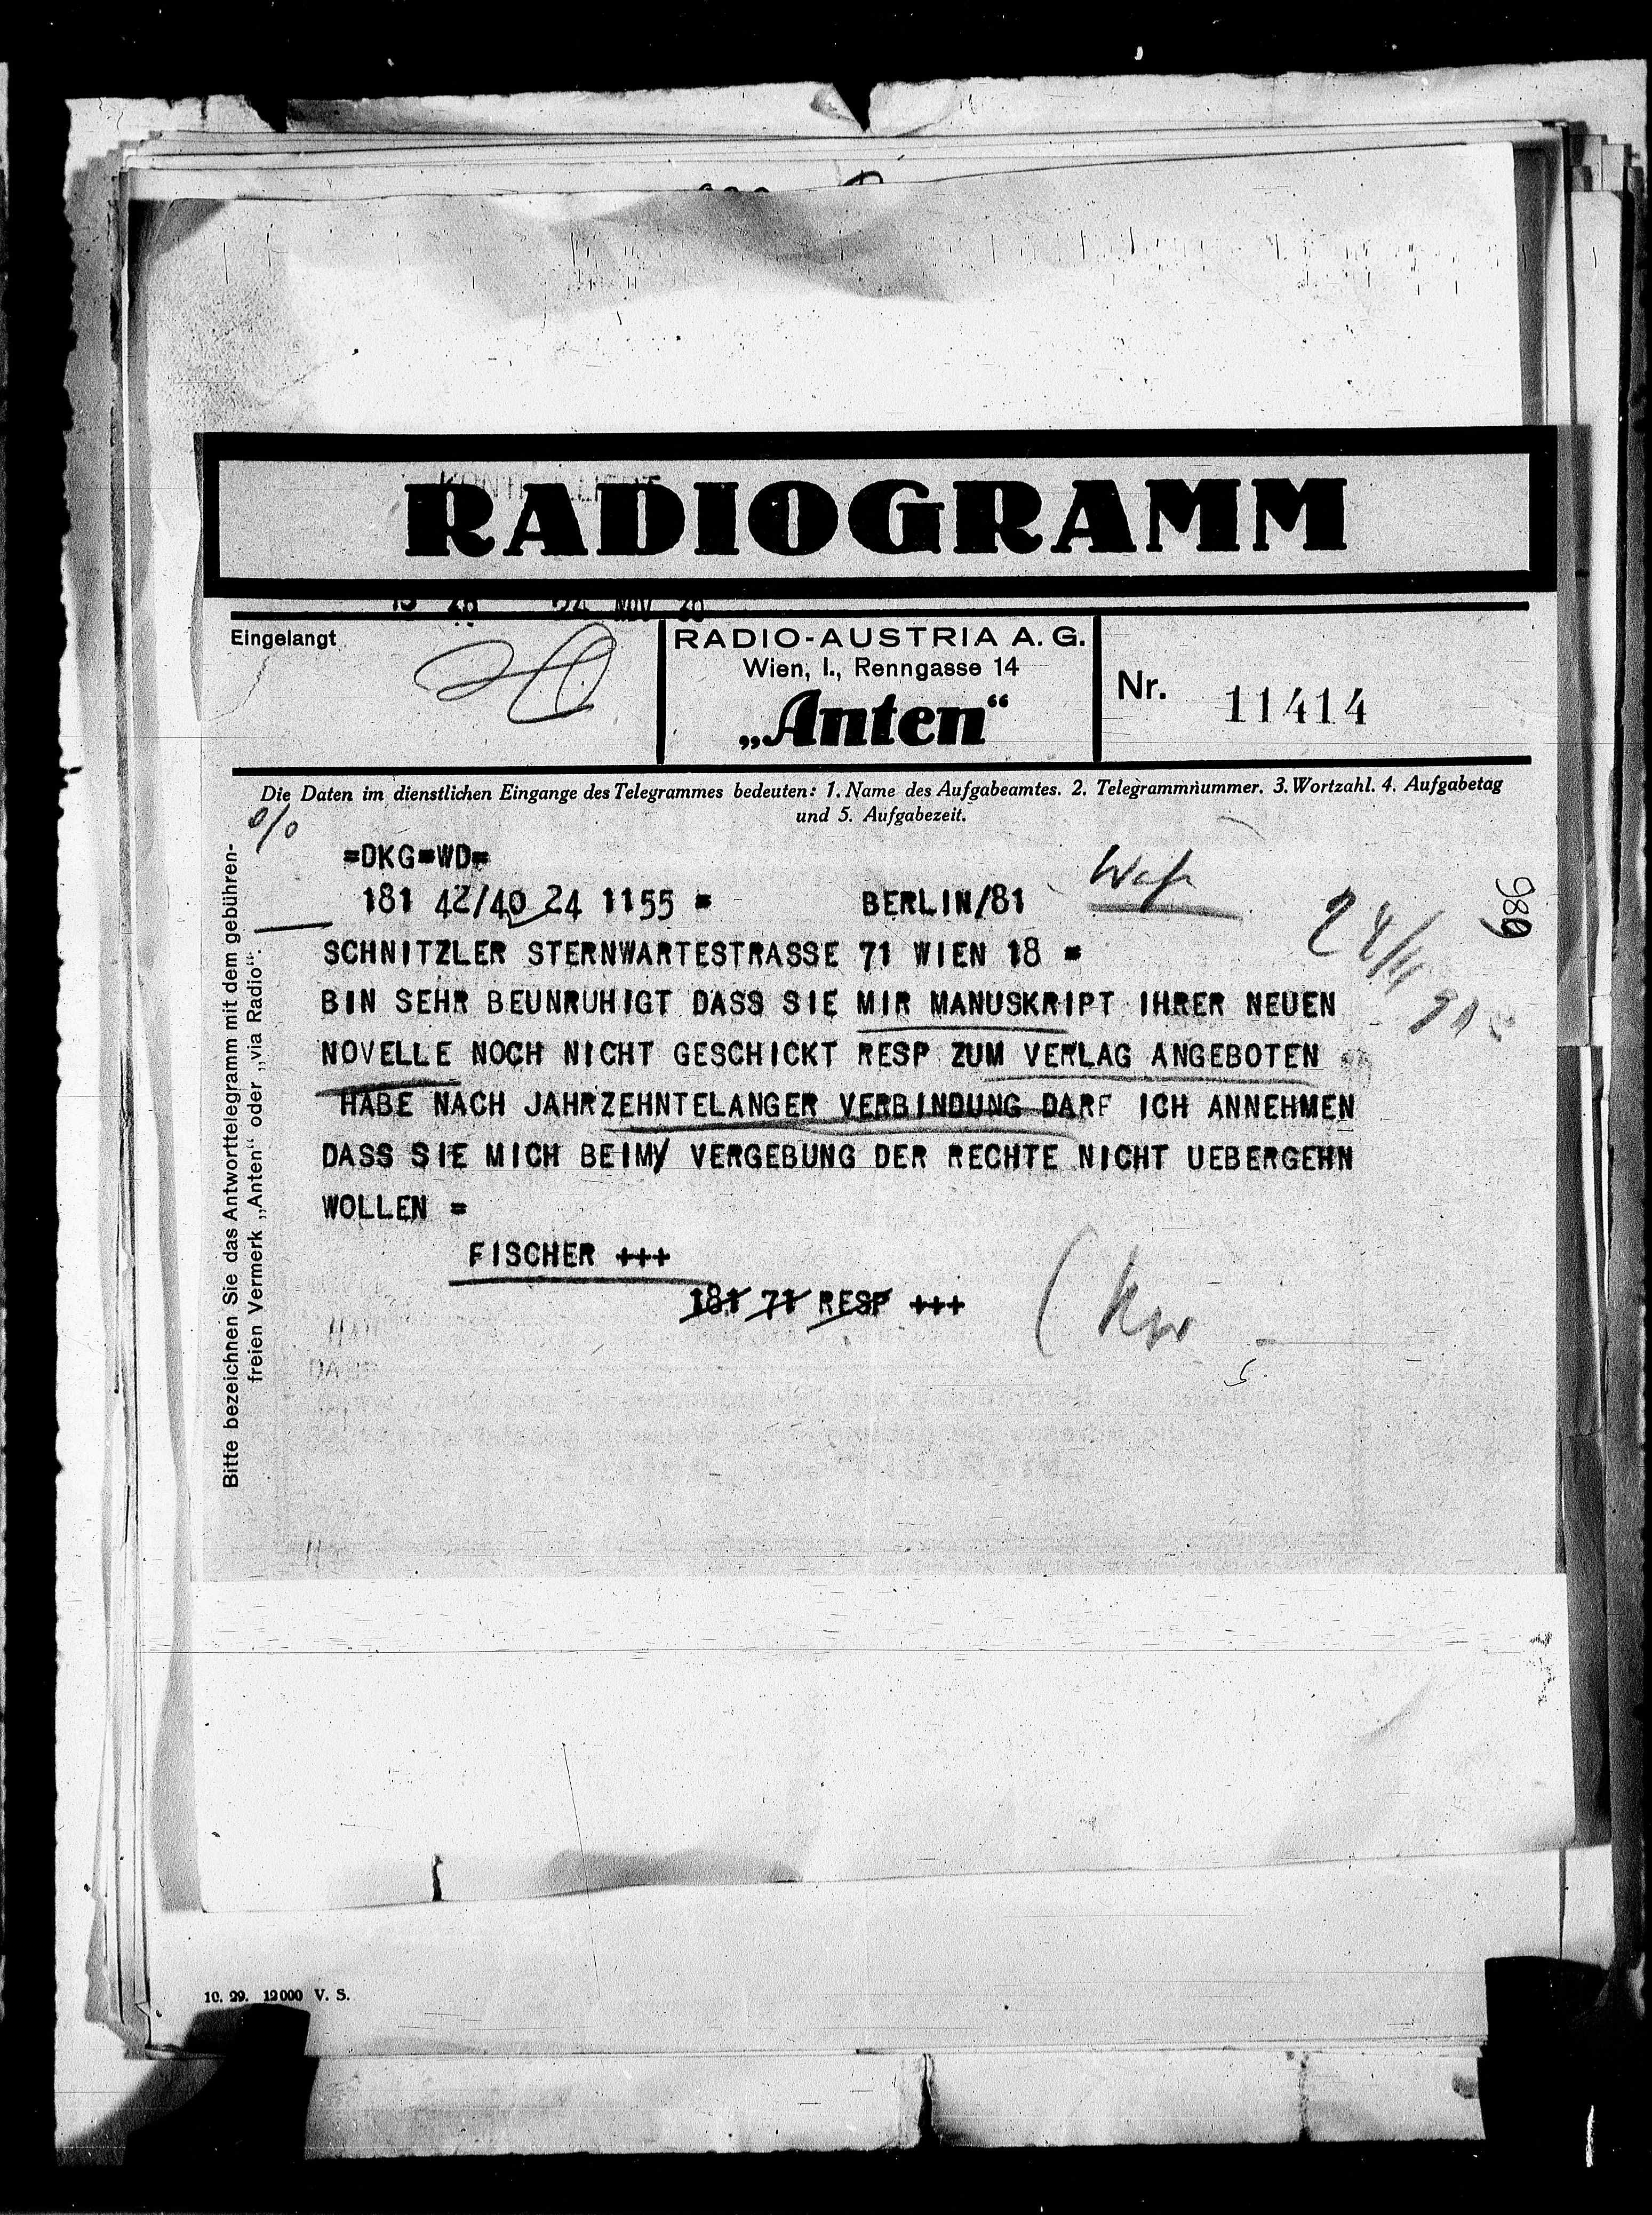 RADIOGRAMM
24 NOV 30
Eingelangt
RADIO-AUSTRIA A. G.
Wien, I., Renngasse 14
„Anten“
Nr. 11414
Die Daten im dienstlichen Eingange des Telegrammes bedeuten: 1. Name des Aufgabeamtes. 2. Telegrammnummer. 3. Wortzahl. 4. Aufgabetag
und 5. Aufgabezeit.
%
=DKG=WD=
181 42/40 24 1155 = BERLIN/81
989
SCHNITZLER STERNWARTESTRASSE 71 WIEN 18 =
BIN SEHR BEUNRUHIGT DASS SIE MIR MANUSKRIPT IHRER NEUEN
NOVELLE NOCH NICHT GESCHICKT RESP ZUM VERLAG ANGEBOTEN
HABE NACH JAHRZEHNTELANGER VERBINDUNG DARF ICH ANNEHMEN
DASS SIE MICH BEIM/ VERGEBUNG DER RECHTE NICHT UEBERGEHN
WOLLEN =
FISCHER +++
181 71 RESP +++
Bitte bezeichnen Sie das Antworttelegramm mit dem gebühren-
freien Vermerk „Anten“ oder „via Radio“.
10. 29. 12000 V. S.